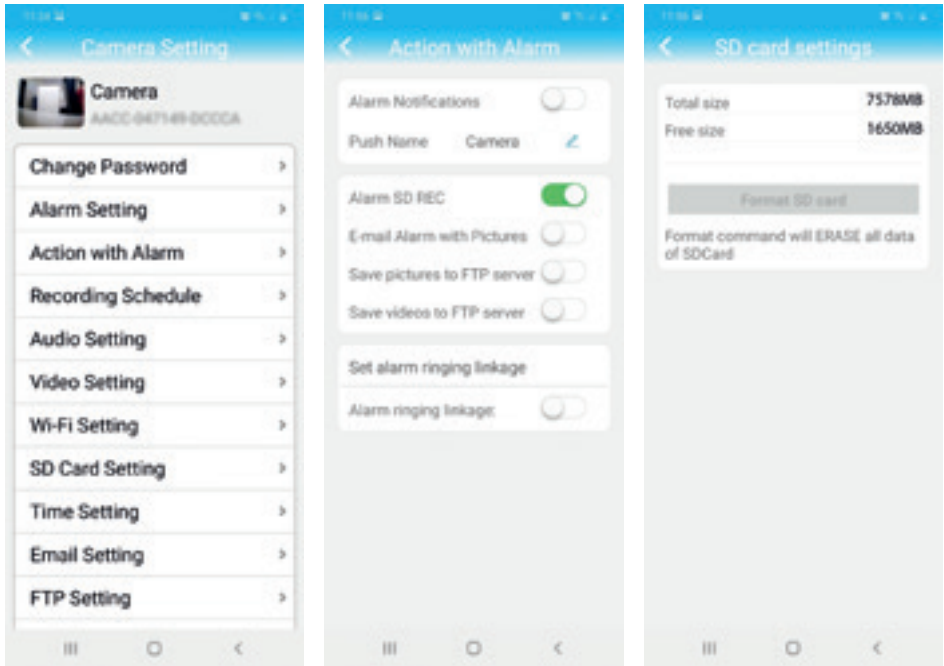 Camera Setting
Camera
Change Password
Alarm Setting
Action with Alarm
Recording Schedule
Audio Setting
Video Setting
Wi-Fi Setting
SD Card Setting
Time Setting
Email Setting
FTP Setting
Action with Alarm
Alarm Notifications
Push Name Camera
Alarm SD REC
E-mail Alarm with Pictures
Save pictures to FTP server
Save videos to FTP server
Set alarm ringing linkage
Alarm ringing linkage:
SD card settings
Total size 7578MB
Free size 1650MB
Format SD card
Format command will ERASE all data
of SDCard